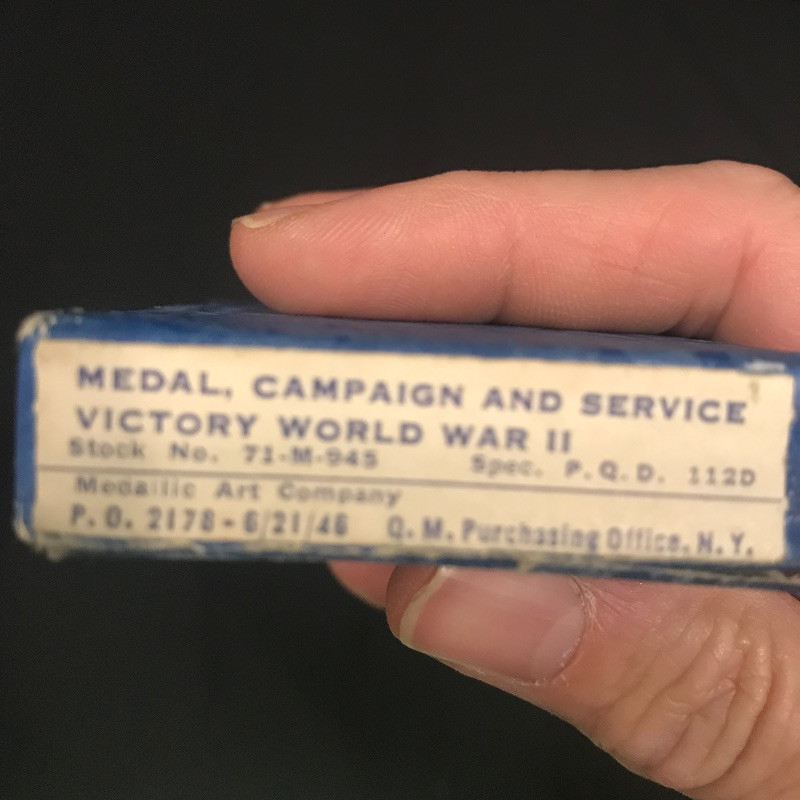 MEDAL, CAMPAIGN AND SERVICE
VICTORY WORLD WAR II
Stock No. 71-M-945 Spec. P.Q.D. 112D
Medallic Art Company
P.O. 2178-6/21/46 Q.M. Purchasing Office, N.Y.